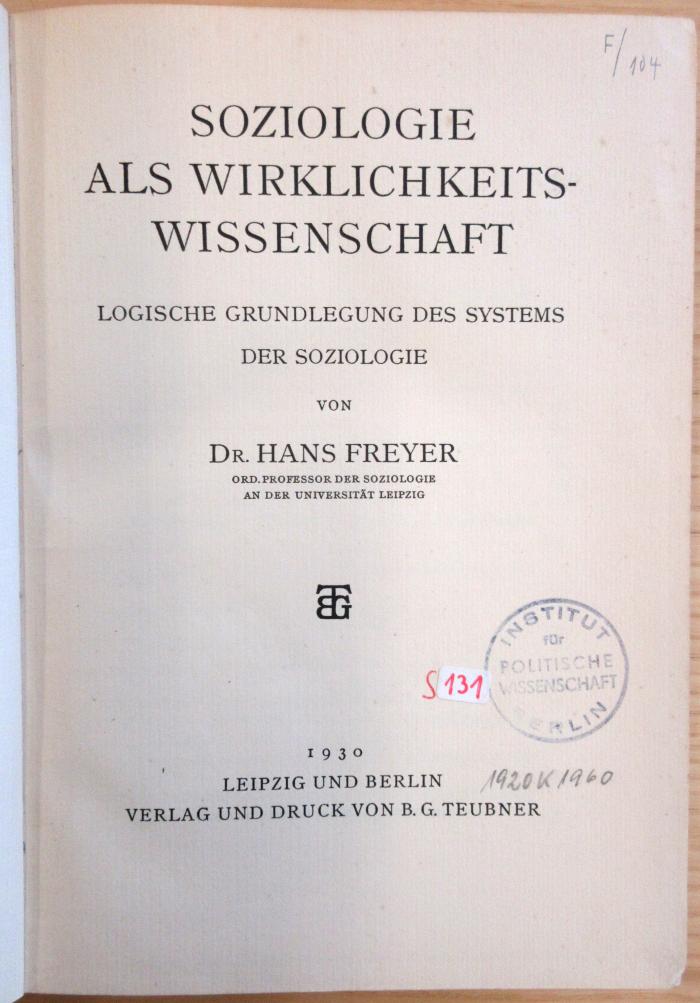 F/104
SOZIOLOGIE
ALS WIRKLICHKEITS-
WISSENSCHAFT
LOGISCHE GRUNDLEGUNG DES SYSTEMS
DER SOZIOLOGIE
VON
DR. HANS FREYER
ORD. PROFESSOR DER SOZIOLOGIE
AN DER UNIVERSITÄT LEIPZIG
BTG
INSTITUT
für
POLITISCHE
WISSENSCHAFT
BERLIN
S 131
1930
LEIPZIG UND BERLIN
1920K1960
VERLAG UND DRUCK VON B. G. TEUBNER